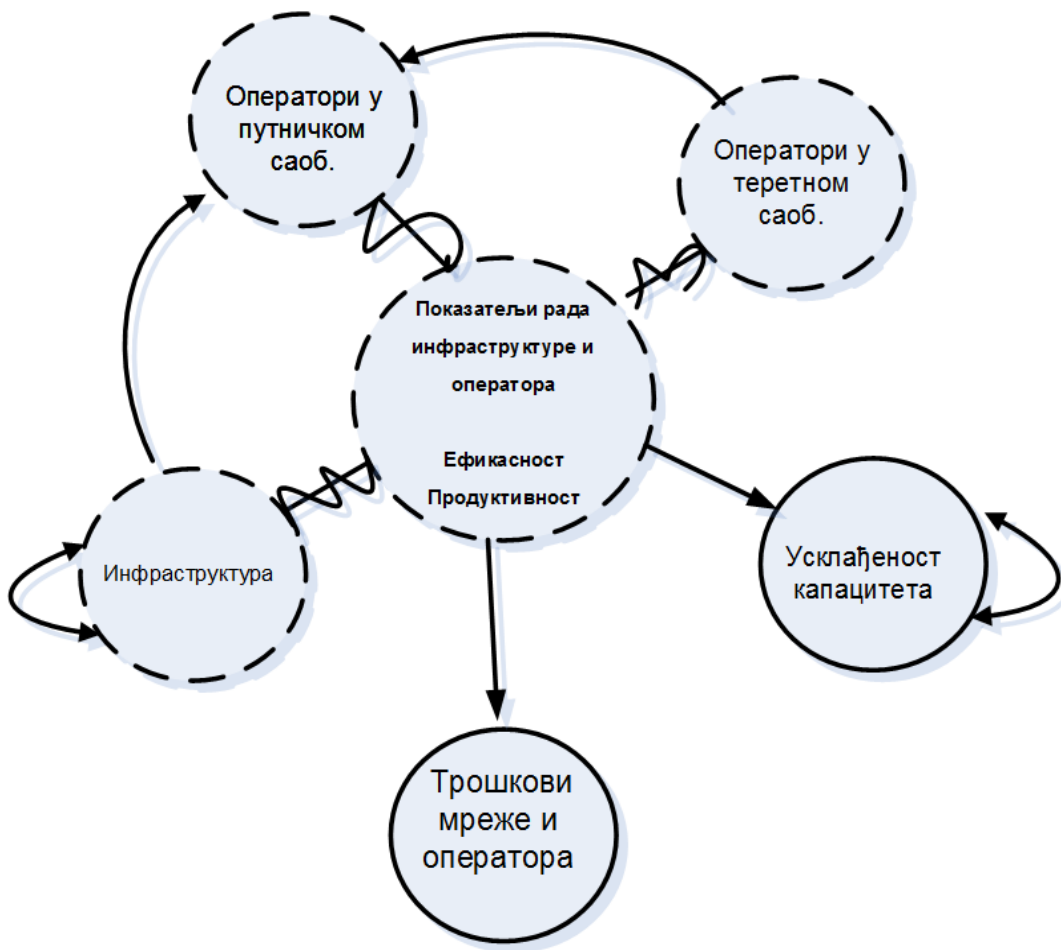 Оператори у
путничком
саоб.
Оператори у
теретном
саоб.
Показатељи рада
инфраструктуре и
оператора
Ефикасност
Продуктивност
Инфраструктура
Усклађеност
капацитета
Трошкови
мреже и
оператора